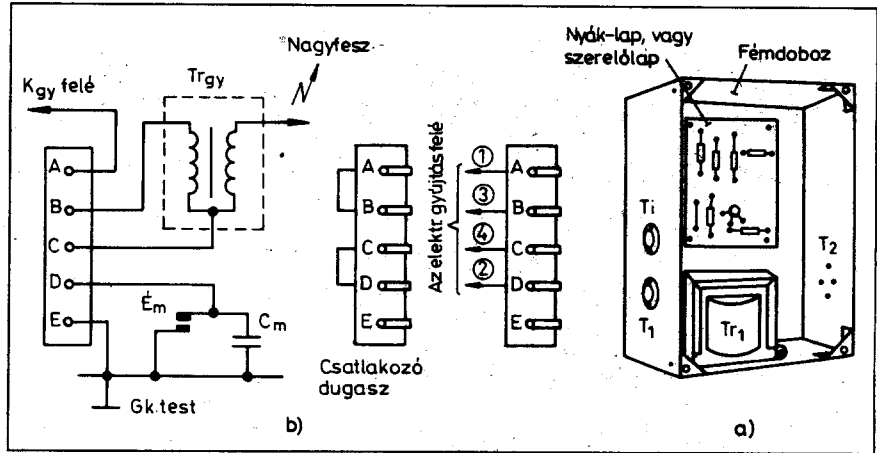 Nagyfesz
Trgy
Kgy felé
A
B
C
D
E
Ém
Cm
Gk.test
b)
A
B
C
D
E
Csatlakozó
dugasz
Az elektr gyújtás felé
1
3
4
2
A
B
C
D
E
Nyák-lap, vagy
szerelőlap
Fémdoboz
Ti
T1
T2
Tr1
a)